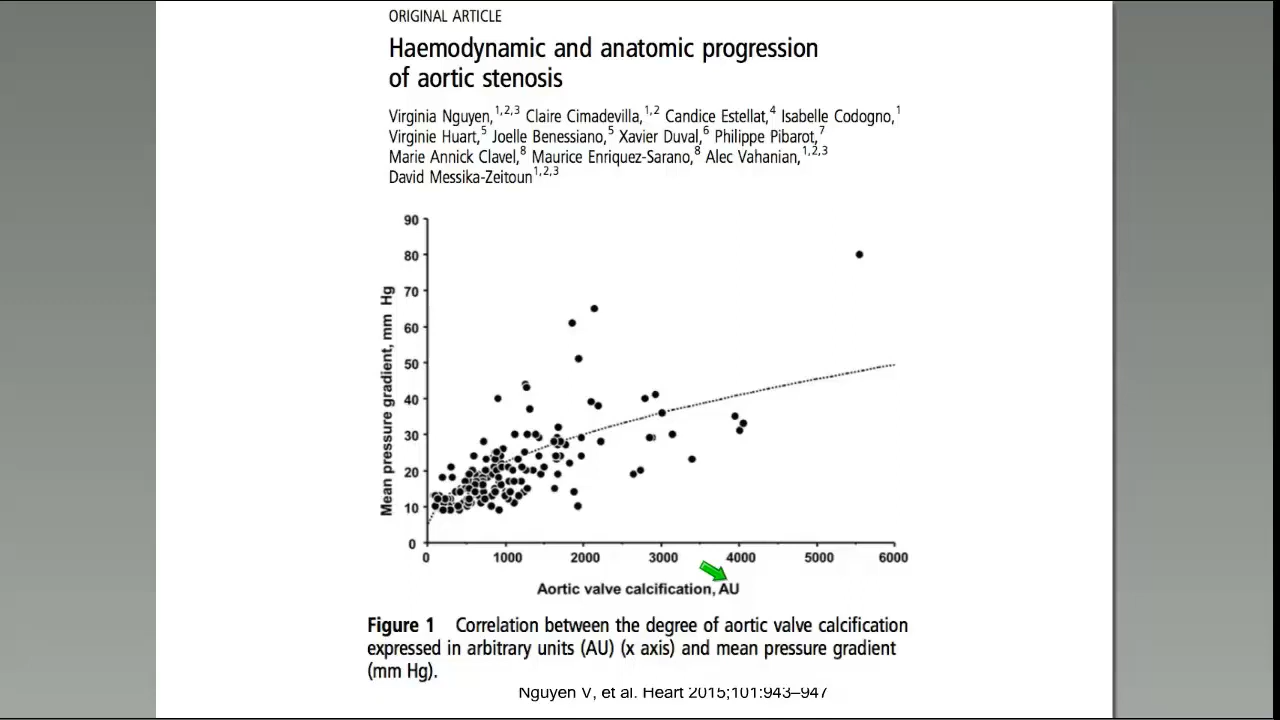 ORIGINAL ARTICLE
Haemodynamic and anatomic progression
of aortic stenosis
Virginia Nguyen,1,2,3 Claire Cimadevilla,1,2 Candice Estellat,4 Isabelle Codogno,1
Virginie Huart,5 Joelle Benessiano,5 Xavier Duval,6 Philippe Pibarot,7
Marie Annick Clavel,8 Maurice Enriquez-Sarano,8 Alec Vahanian,1,2,3
David Messika-Zeitoun1,2,3
Mean pressure gradient, mm Hg
90
80
70
60
50
40
30
20
10
0
0 1000 2000 3000 4000 5000 6000
Aortic valve calcification, AU
Figure 1 Correlation between the degree of aortic valve calcification
expressed in arbitrary units (AU) (x axis) and mean pressure gradient
(mm Hg).
Nguyen V, et al. Heart 2015;101:943–947